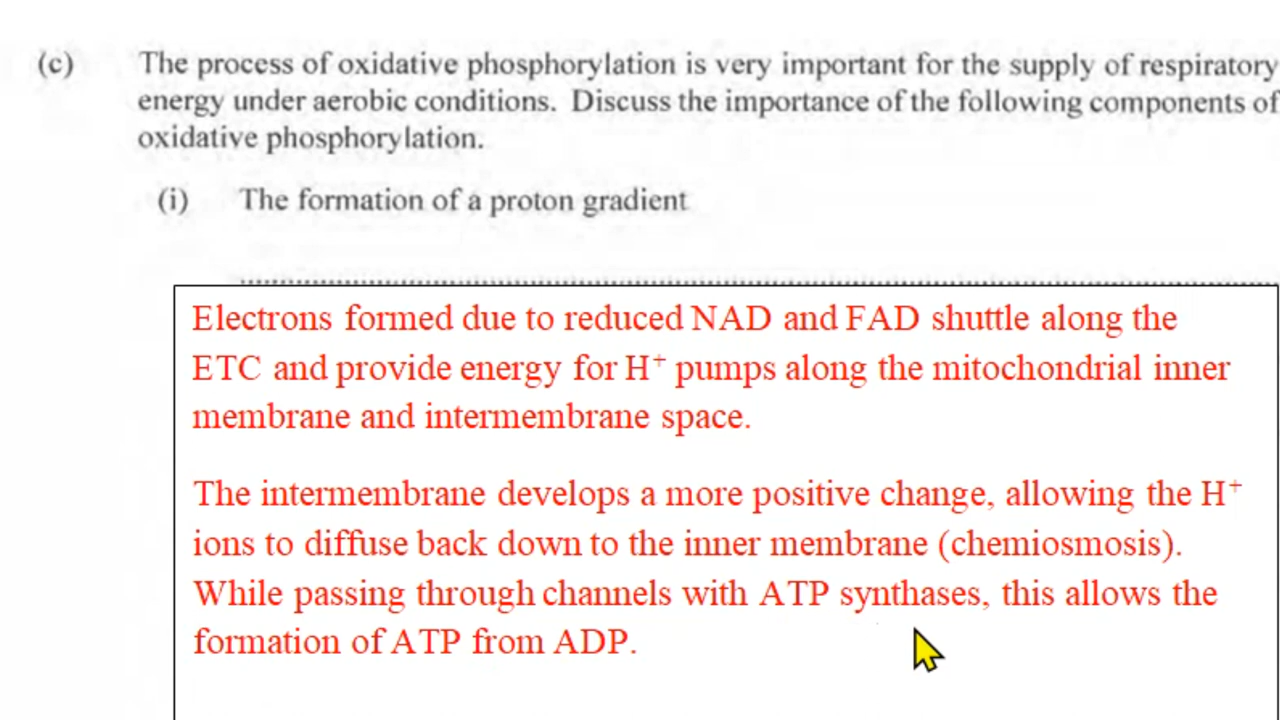 (c) The process of oxidative phosphorylation is very important for the supply of respiratory
energy under aerobic conditions. Discuss the importance of the following components of
oxidative phosphorylation.
(i) The formation of a proton gradient
Electrons formed due to reduced NAD and FAD shuttle along the
ETC and provide energy for H⁺ pumps along the mitochondrial inner
membrane and intermembrane space.
The intermembrane develops a more positive change, allowing the H⁺
ions to diffuse back down to the inner membrane (chemiosmosis).
While passing through channels with ATP synthases, this allows the
formation of ATP from ADP.